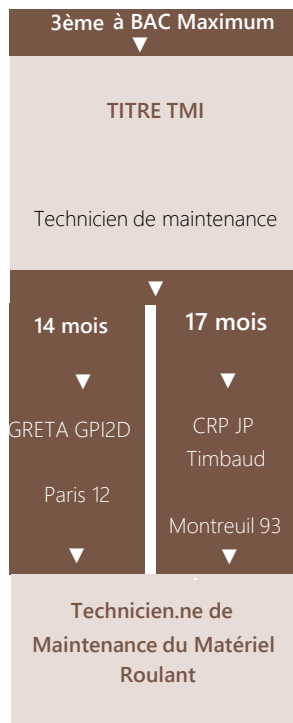 3ème à BAC Maximum
▼
TITRE TMI
Technicien de maintenance
▼
14 mois
▼
GRETA GPI2D
Paris 12
▼
17 mois
▼
CRP JP
Timbaud
Montreuil 93
▼
Technicien.ne de
Maintenance du Matériel
Roulant